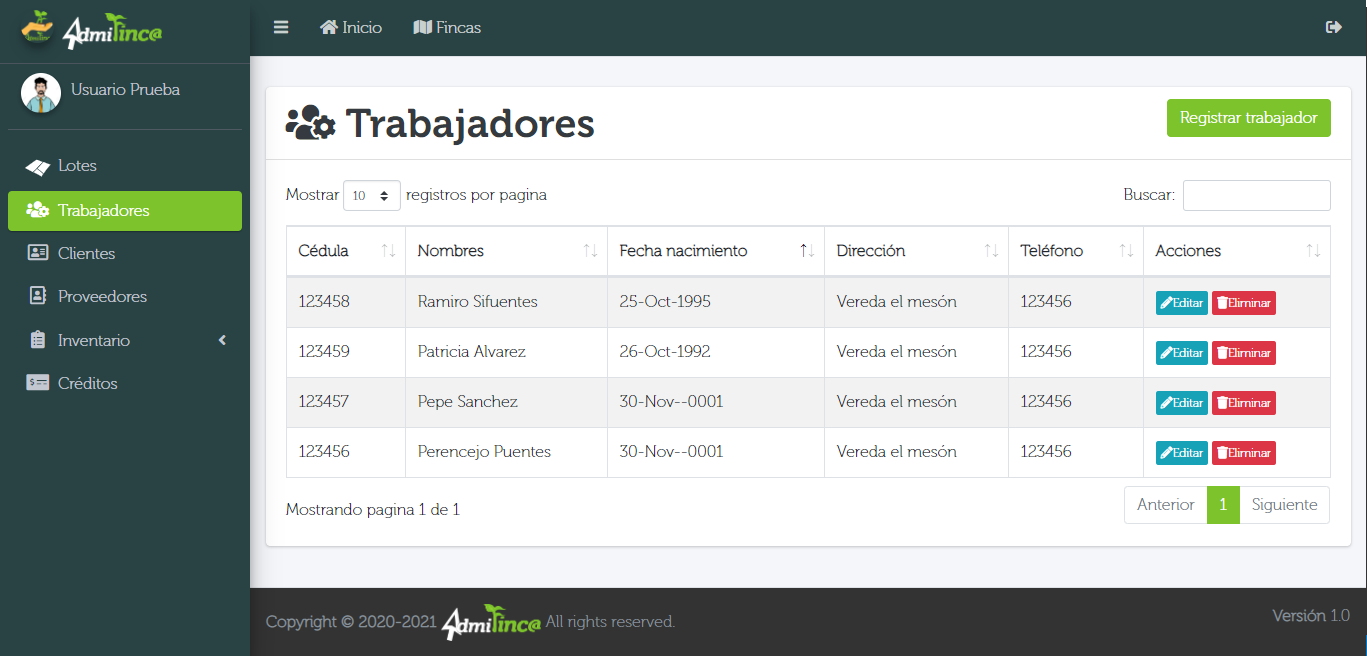 AdmiFinc@
Inicio
Fincas
Usuario Prueba
Lotes
Trabajadores
Clientes
Proveedores
Inventario
Créditos
Trabajadores
Registrar trabajador
Mostrar 10 registros por pagina
Buscar:
Cédula Nombres Fecha nacimiento Dirección Teléfono Acciones
123458 Ramiro Sifuentes 25-Oct-1995 Vereda el mesón 123456 Editar Eliminar
123459 Patricia Alvarez 26-Oct-1992 Vereda el mesón 123456 Editar Eliminar
123457 Pepe Sanchez 30-Nov--0001 Vereda el mesón 123456 Editar Eliminar
123456 Perencejo Puentes 30-Nov--0001 Vereda el mesón 123456 Editar Eliminar
Mostrando pagina 1 de 1
Anterior 1 Siguiente
Copyright © 2020-2021 AdmiFinc@ All rights reserved.
Versión 1.0